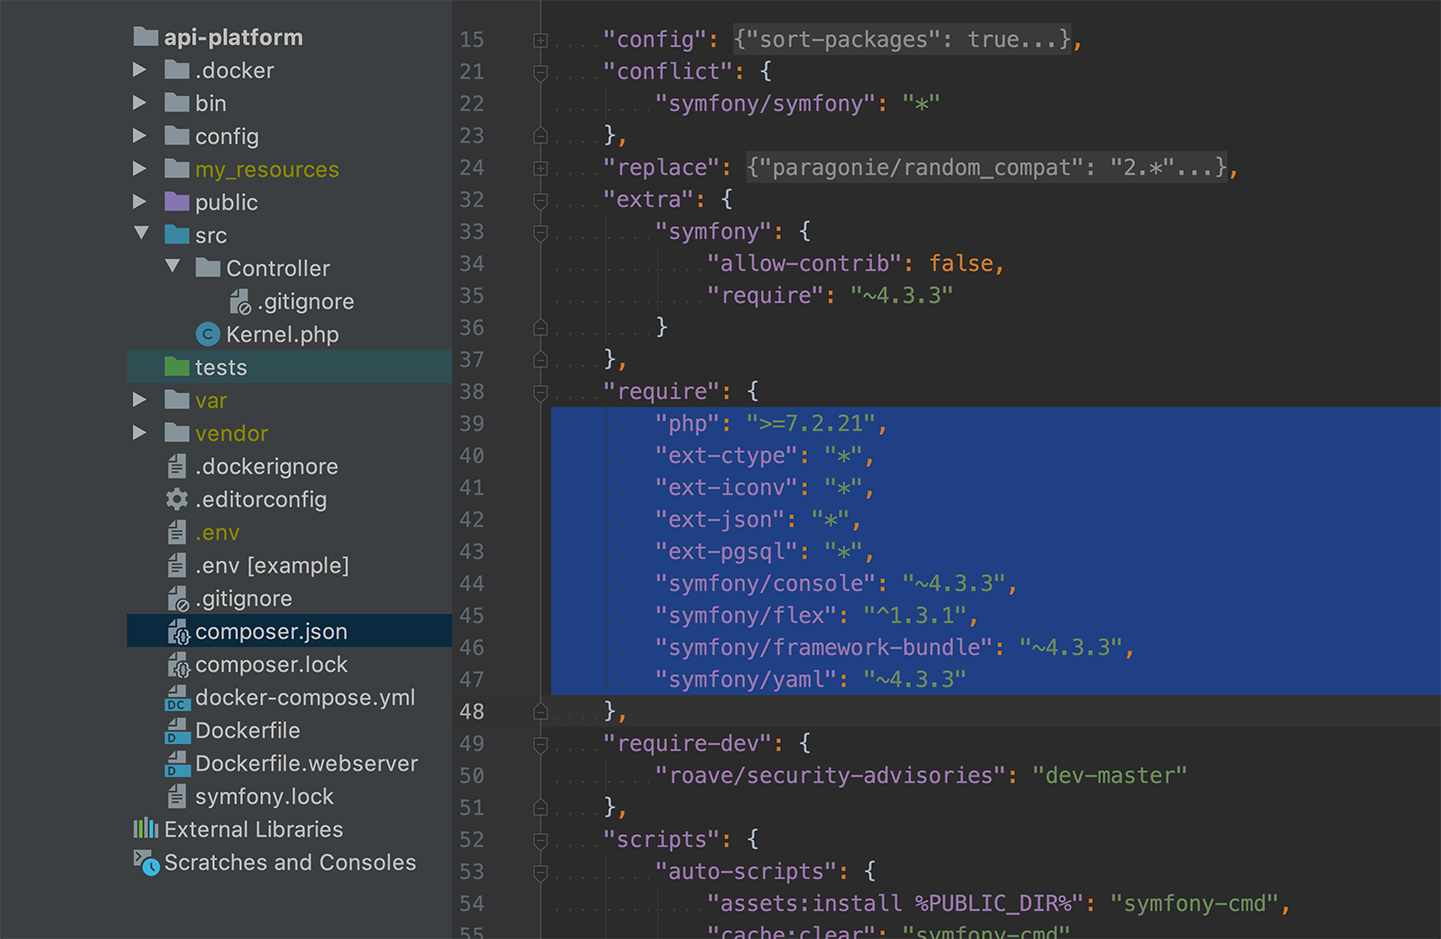 api-platform
.docker
bin
config
my_resources
public
src
Controller
.gitignore
Kernel.php
tests
var
vendor
.dockerignore
.editorconfig
.env
.env [example]
.gitignore
composer.json
composer.lock
docker-compose.yml
Dockerfile
Dockerfile.webserver
symfony.lock
External Libraries
Scratches and Consoles
15 "config": {"sort-packages": true...},
21 "conflict": {
22 "symfony/symfony": "*"
23 },
24 "replace": {"paragonie/random_compat": "2.*"...},
32 "extra": {
33 "symfony": {
34 "allow-contrib": false,
35 "require": "~4.3.3"
36 }
37 },
38 "require": {
39 "php": ">=7.2.21",
40 "ext-ctype": "*",
41 "ext-iconv": "*",
42 "ext-json": "*",
43 "ext-pgsql": "*",
44 "symfony/console": "~4.3.3",
45 "symfony/flex": "^1.3.1",
46 "symfony/framework-bundle": "~4.3.3",
47 "symfony/yaml": "~4.3.3"
48 },
49 "require-dev": {
50 "roave/security-advisories": "dev-master"
51 },
52 "scripts": {
53 "auto-scripts": {
54 "assets:install %PUBLIC_DIR%": "symfony-cmd",
55 "cache:clear": "symfony-cmd"